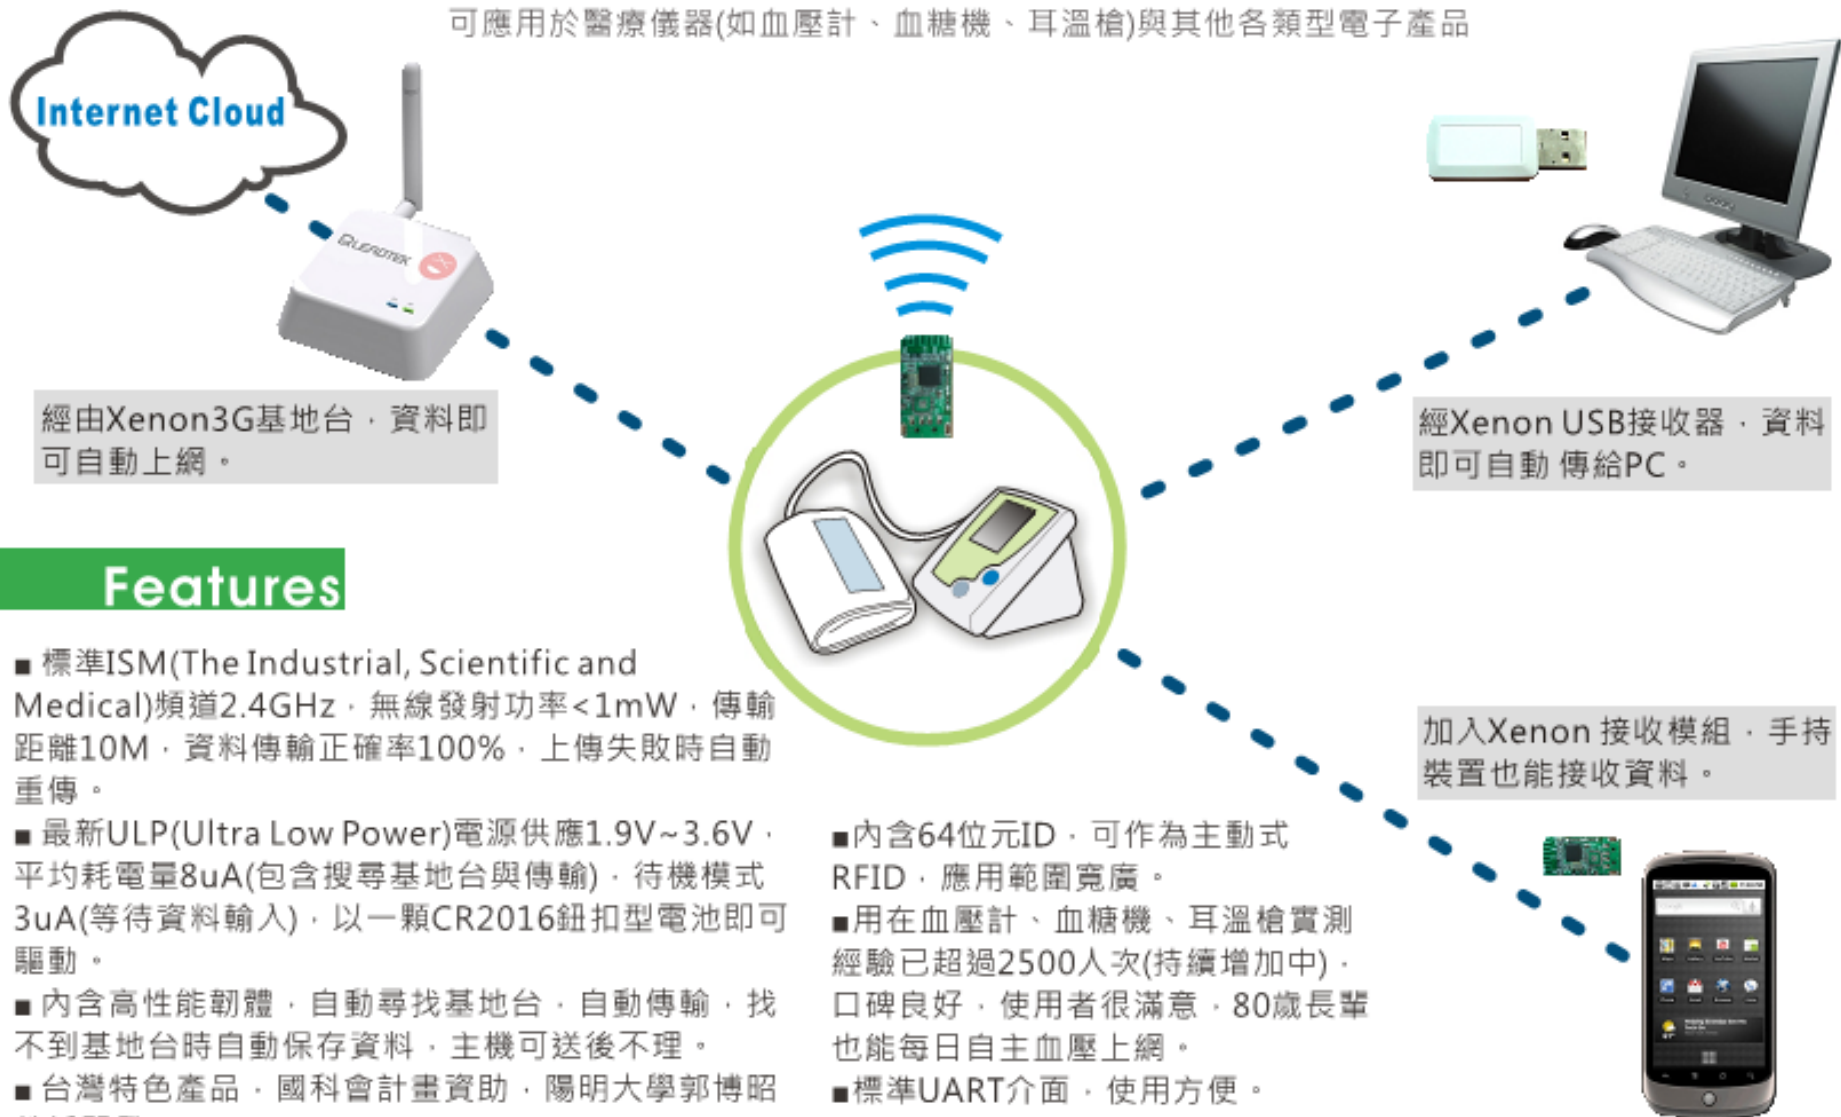 可應用於醫療儀器(如血壓計、血糖機、耳溫槍)與其他各類型電子產品
Internet Cloud
LEADTEK
經由Xenon3G基地台，資料即
可自動上網。
經Xenon USB接收器，資料
即可自動 傳給PC。
Features
■ 標準ISM(The Industrial, Scientific and
Medical)頻道2.4GHz，無線發射功率<1mW，傳輸
距離10M，資料傳輸正確率100%，上傳失敗時自動
重傳。
■ 最新ULP(Ultra Low Power)電源供應1.9V~3.6V，
平均耗電量8uA(包含搜尋基地台與傳輸)，待機模式
3uA(等待資料輸入)，以一顆CR2016鈕扣型電池即可
驅動。
■ 內含高性能韌體，自動尋找基地台，自動傳輸，找
不到基地台時自動保存資料，主機可送後不理。
■ 台灣特色產品，國科會計畫資助，陽明大學郭博昭
加入Xenon 接收模組，手持
裝置也能接收資料。
■內含64位元ID，可作為主動式
RFID，應用範圍寬廣。
■用在血壓計、血糖機、耳溫槍實測
經驗已超過2500人次(持續增加中)，
口碑良好，使用者很滿意，80歲長輩
也能每日自主血壓上網。
■標準UART介面，使用方便。